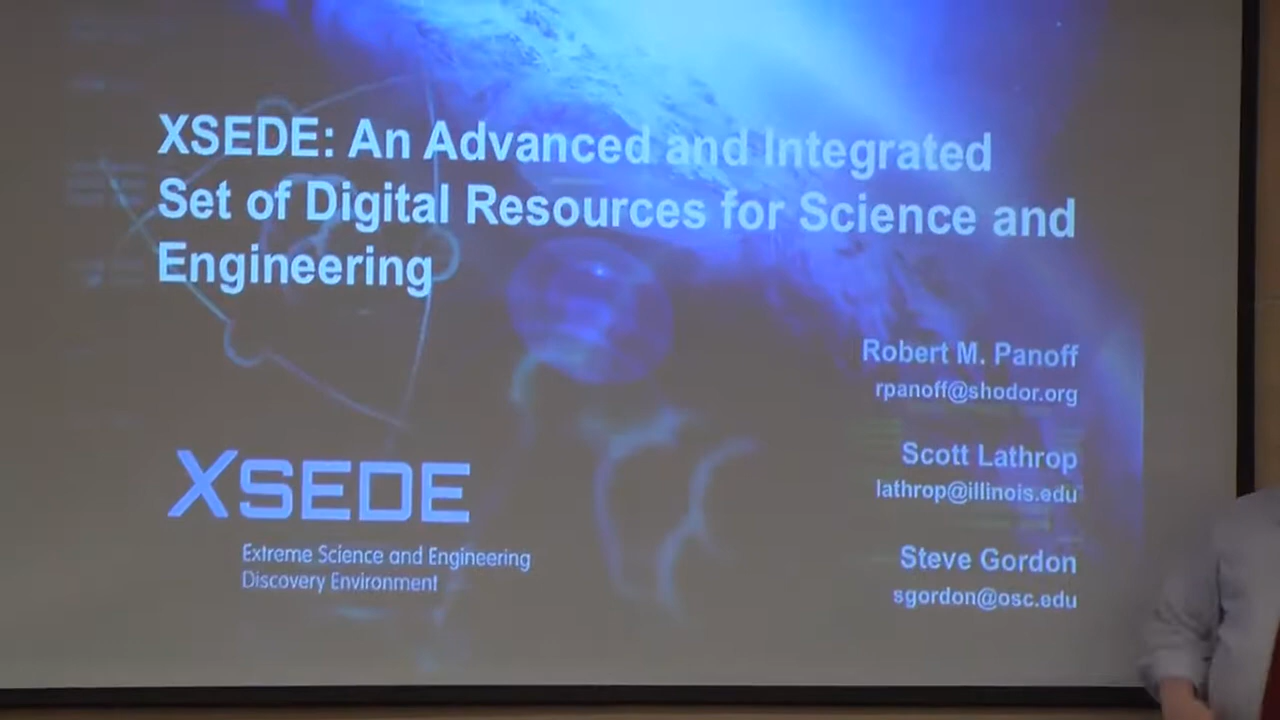 XSEDE: An Advanced and Integrated
Set of Digital Resources for Science and
Engineering
Robert M. Panoff
rpanoff@shodor.org
Scott Lathrop
lathrop@illinois.edu
Steve Gordon
sgordon@osc.edu
XSEDE
Extreme Science and Engineering
Discovery Environment